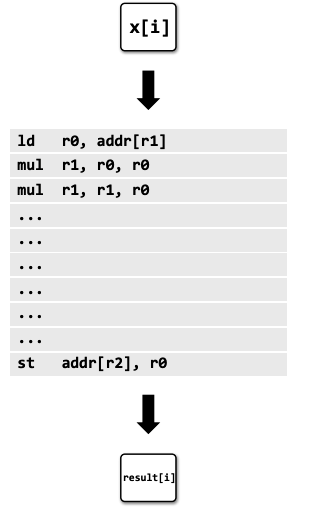 x[i]
ld r0, addr[r1]
mul r1, r0, r0
mul r1, r1, r0
...
...
...
...
...
...
st addr[r2], r0
result[i]